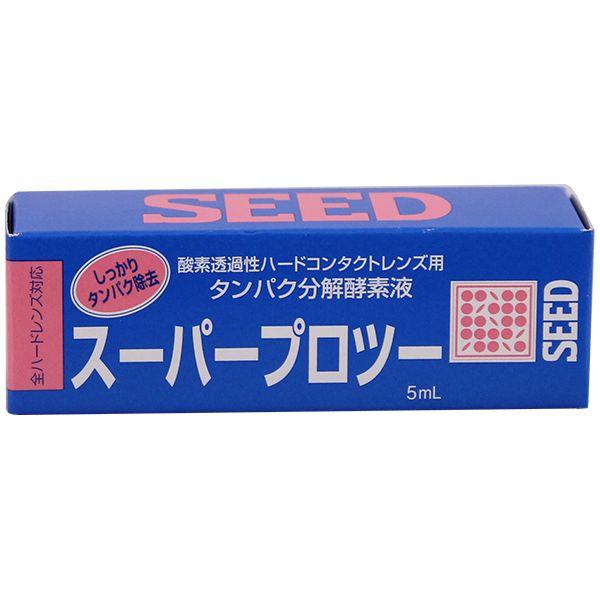 SEED
全ハードレンズ対応
しっかり
タンパク除去
酸素透過性ハードコンタクトレンズ用
タンパク分解酵素液
スーパープロツー
5mL
SEED